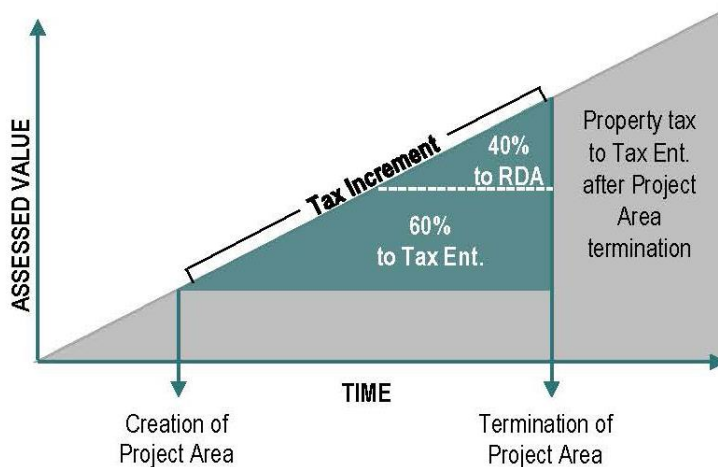 ASSESSED VALUE
Tax Increment
40%
to RDA
60%
to Tax Ent.
Property tax
to Tax Ent.
after Project
Area
termination
TIME
Creation of
Project Area
Termination of
Project Area